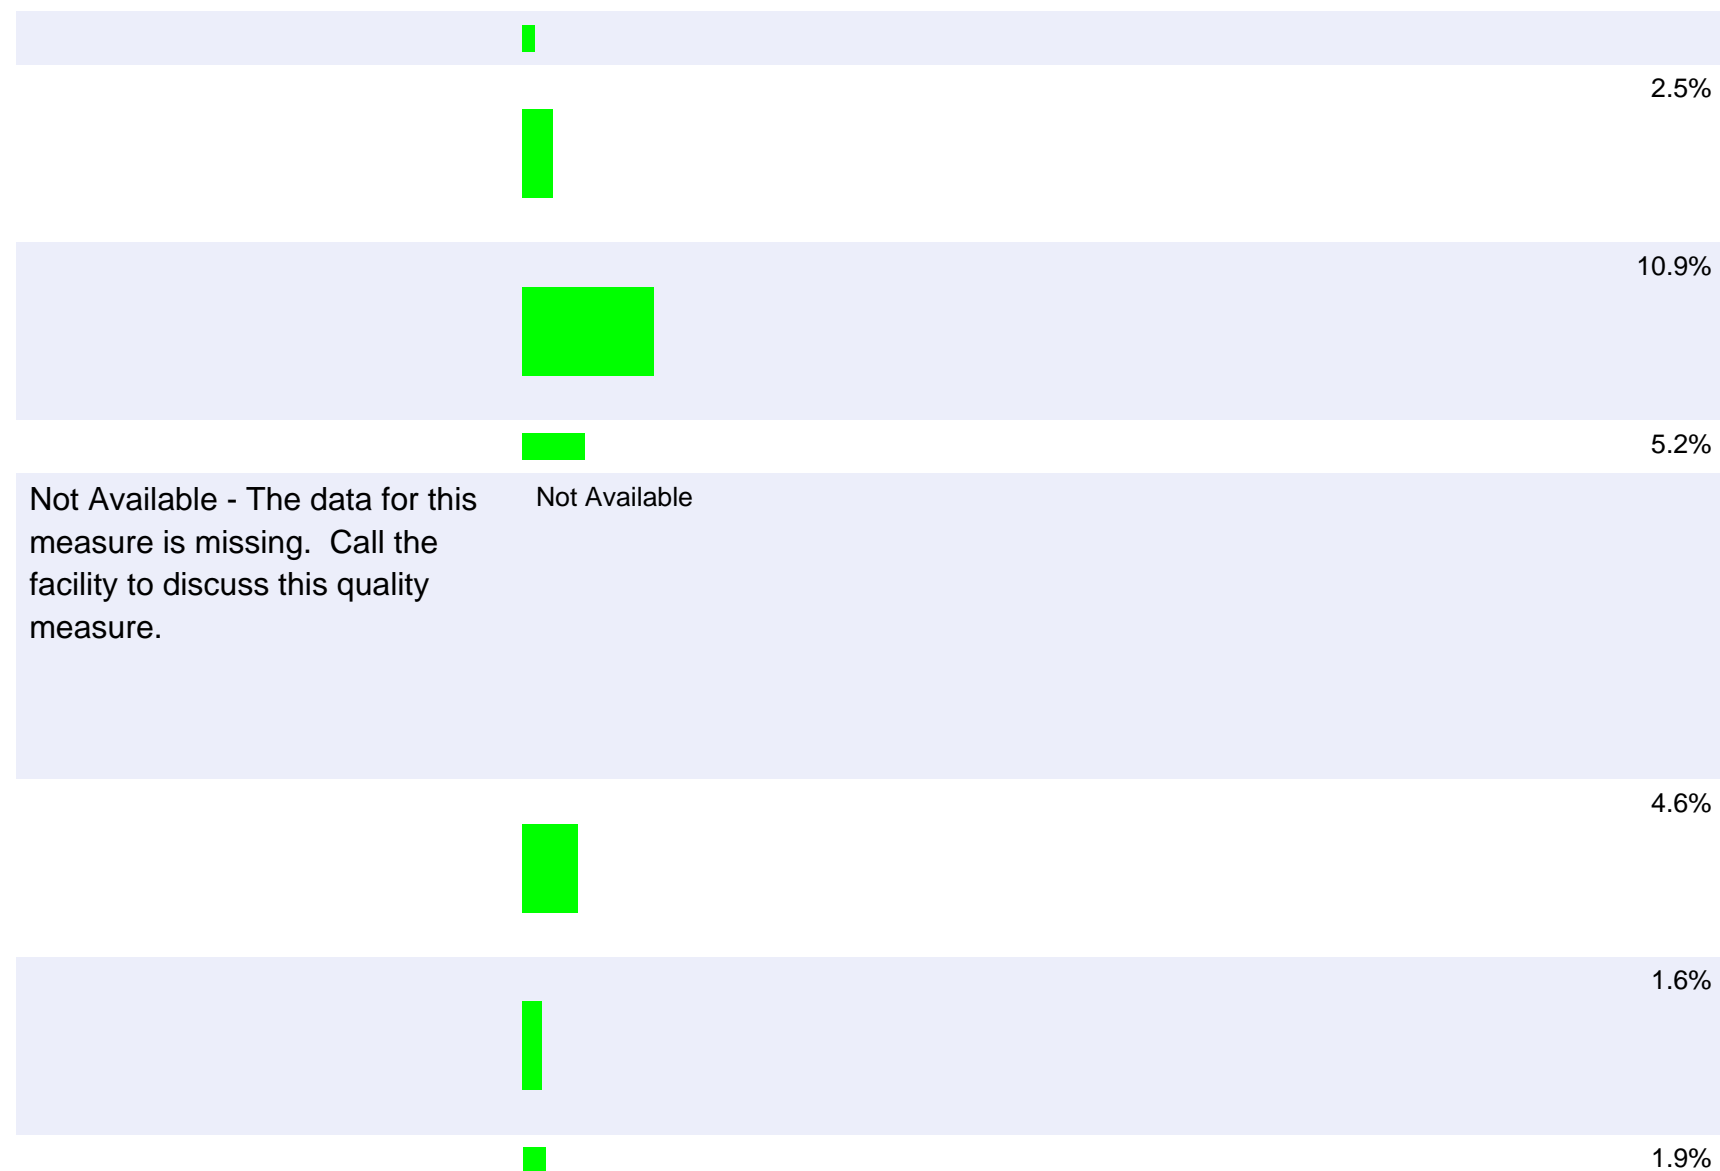 2.5%
10.9%
5.2%
Not Available - The data for this
measure is missing.  Call the
facility to discuss this quality
measure.
Not Available
4.6%
1.6%
1.9%